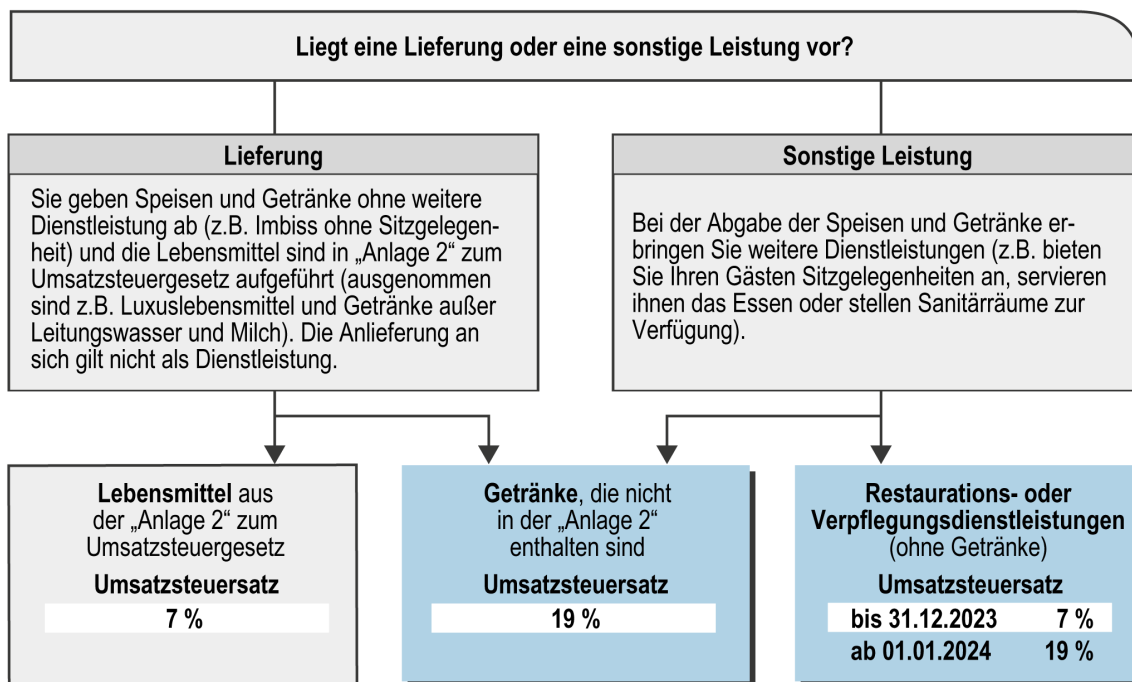 Liegt eine Lieferung oder eine sonstige Leistung vor?
Lieferung
Sie geben Speisen und Getränke ohne weitere
Dienstleistung ab (z.B. Imbiss ohne Sitzgelegen-
heit) und die Lebensmittel sind in „Anlage 2“ zum
Umsatzsteuergesetz aufgeführt (ausgenommen
sind z.B. Luxuslebensmittel und Getränke außer
Leitungswasser und Milch). Die Anlieferung an
sich gilt nicht als Dienstleistung.
Sonstige Leistung
Bei der Abgabe der Speisen und Getränke er-
bringen Sie weitere Dienstleistungen (z.B. bieten
Sie Ihren Gästen Sitzgelegenheiten an, servieren
ihnen das Essen oder stellen Sanitärräume zur
Verfügung).
Lebensmittel aus
der „Anlage 2“ zum
Umsatzsteuergesetz
Umsatzsteuersatz
7 %
Getränke, die nicht
in der „Anlage 2“
enthalten sind
Umsatzsteuersatz
19 %
Restaurations- oder
Verpflegungsdienstleistungen
(ohne Getränke)
Umsatzsteuersatz
bis 31.12.2023 7 %
ab 01.01.2024 19 %